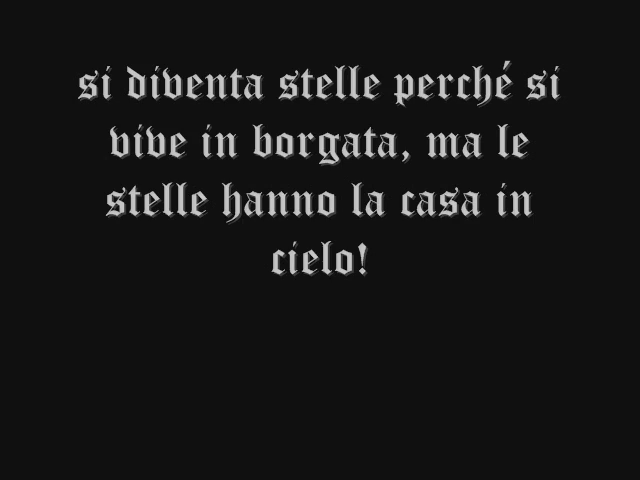 si diventa stelle perché si
vive in borgata, ma le
stelle hanno la casa in
cielo!